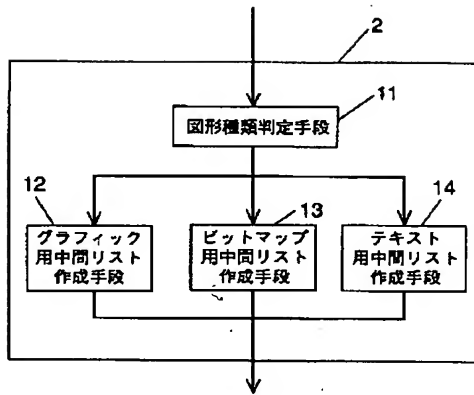 2
11
図形種類判定手段
12
グラフィック
用中間リスト
作成手段
13
ビットマップ
用中間リスト
作成手段
14
テキスト
用中間リスト
作成手段